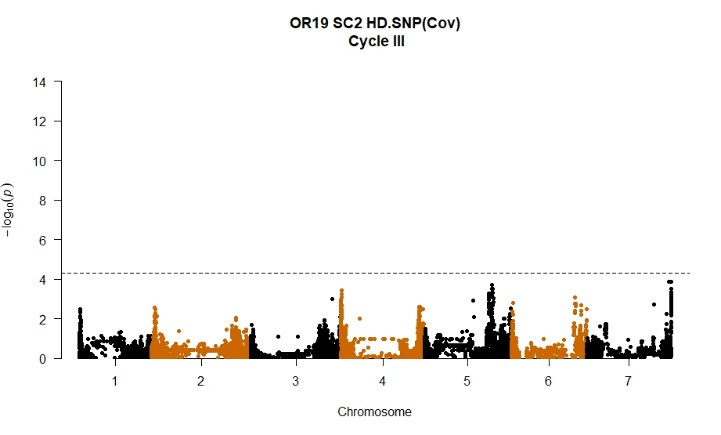 OR19 SC2 HD.SNP(Cov)
Cycle III
14
12
10
8
6
4
2
0
−log10(p)
1 2 3 4 5 6 7
Chromosome